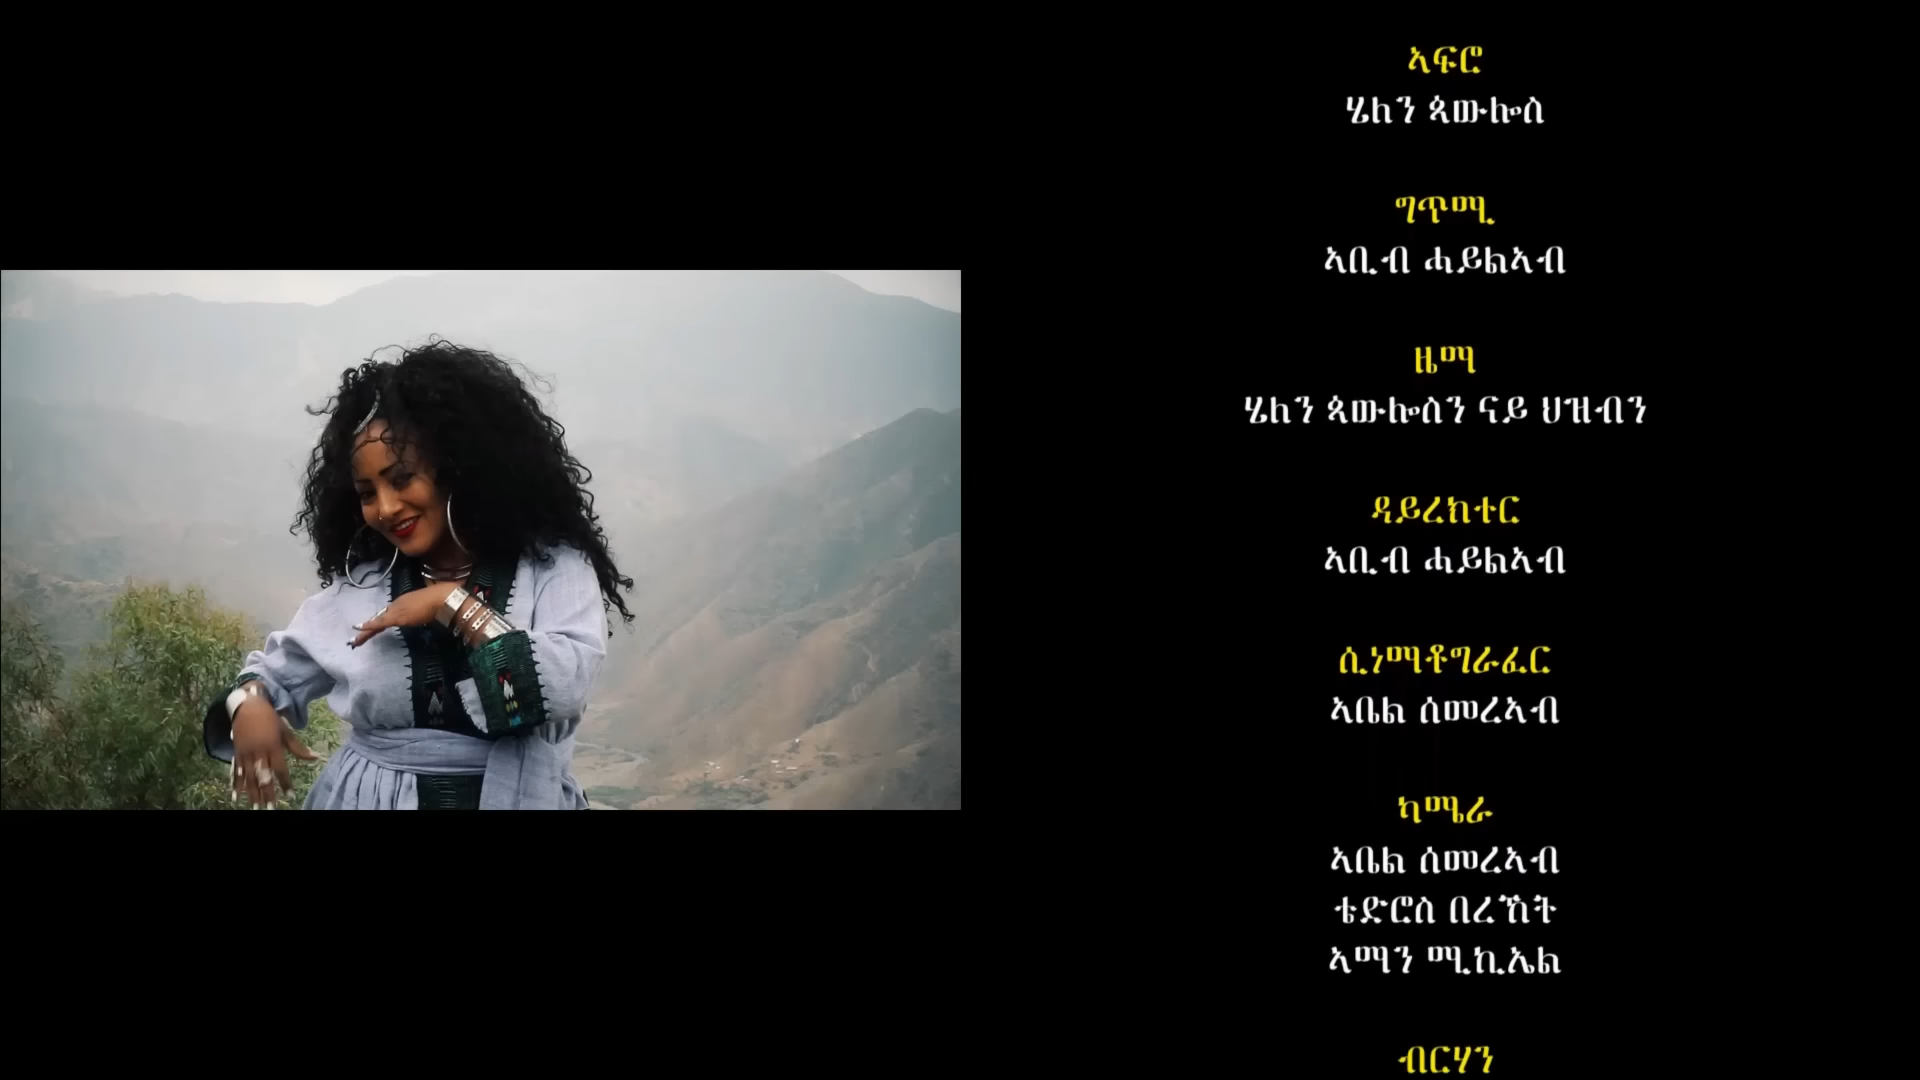 ኣፍሮ
ሄለን ጳውሎስ
ግጥሚ
ኣቢብ ሓይልኣብ
ዜማ
ሄለን ጳውሎስን ናይ ህዝብን
ዳይረክተር
ኣቢብ ሓይልኣብ
ሲነማቶግራፈር
ኣቤል ሰመረኣብ
ካሜራ
ኣቤል ሰመረኣብ
ቴድሮስ በረኸት
ኣማን ሚኪኤል
ብርሃን